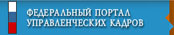 ФЕДЕРАЛЬНЫЙ ПОРТАЛ
УПРАВЛЕНЧЕСКИХ КАДРОВ